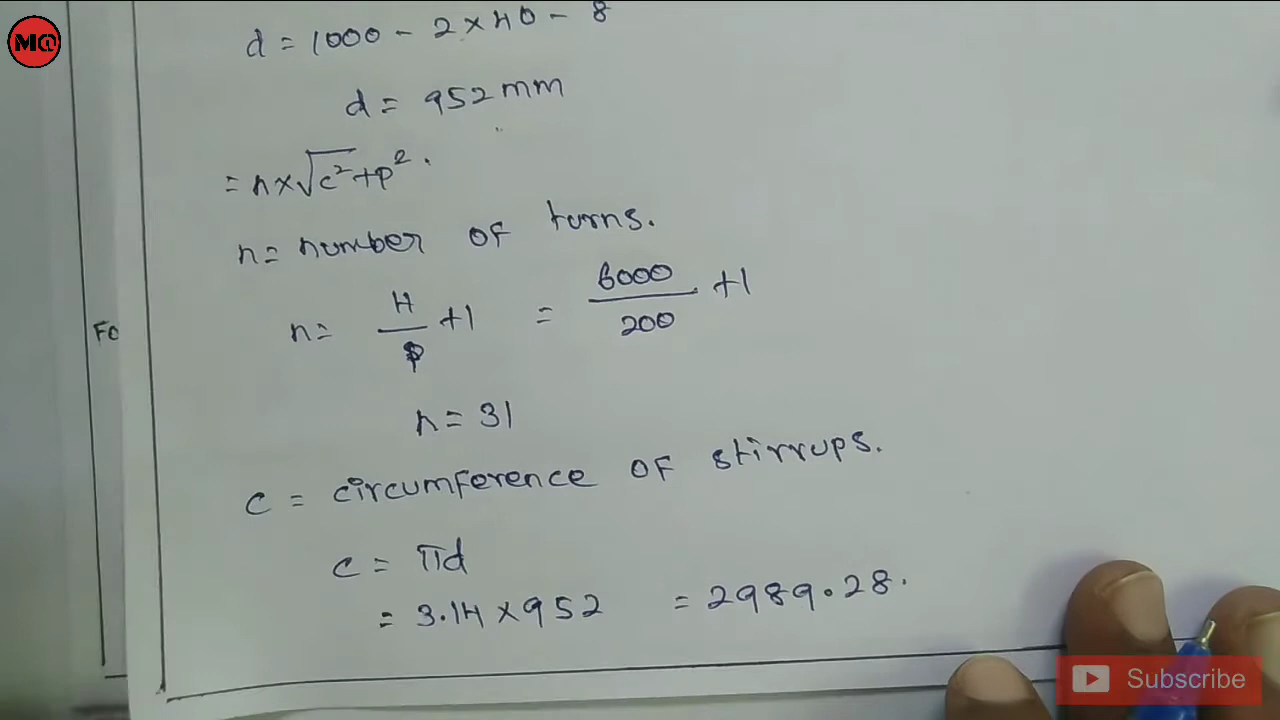 M@
d = 1000 - 2 x 40 - 8
d = 952 mm
= n x √c² + p².
n = number of turns.
n = H/P + 1 = 6000/200 + 1
Fo
n = 31
c = circumference of stirrups.
c = πd
= 3.14 x 952 = 2989.28.
Subscribe